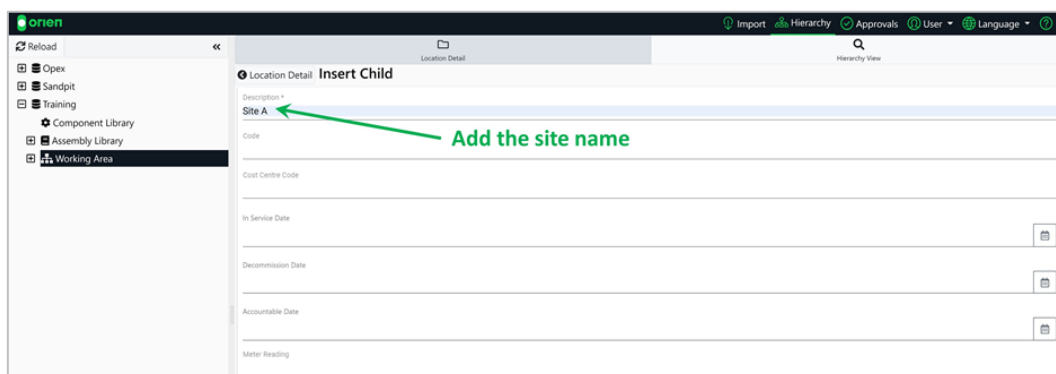 orien
Import Hierarchy Approvals User Language
Reload
Location Detail
Hierarchy View
Opex
Sandpit
Training
Component Library
Assembly Library
Working Area
Location Detail Insert Child
Description *
Site A
Add the site name
Code
Cost Centre Code
In Service Date
Decommission Date
Accountable Date
Meter Reading